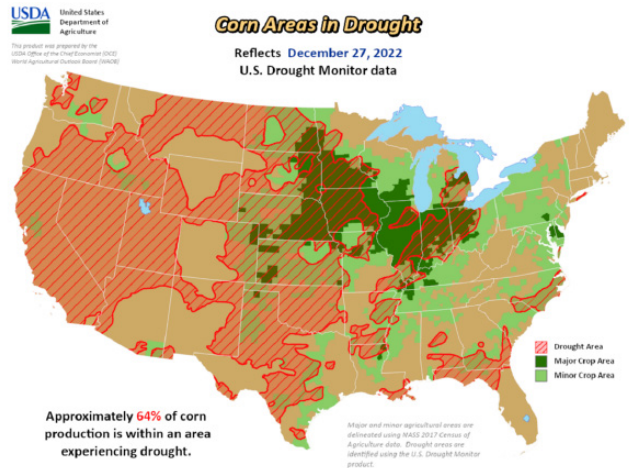 USDA
United States
Department of
Agriculture
This product was prepared by the
USDA Office of the Chief Economist (OCE)
World Agricultural Outlook Board (WAOB)
Corn Areas in Drought
Reflects December 27, 2022
U.S. Drought Monitor data
Drought Area
Major Crop Area
Minor Crop Area
Approximately 64% of corn
production is within an area
experiencing drought.
Major and minor agricultural areas are
delineated using NASS 2017 Census of
Agriculture data. Drought areas are
identified using the U.S. Drought Monitor
product.